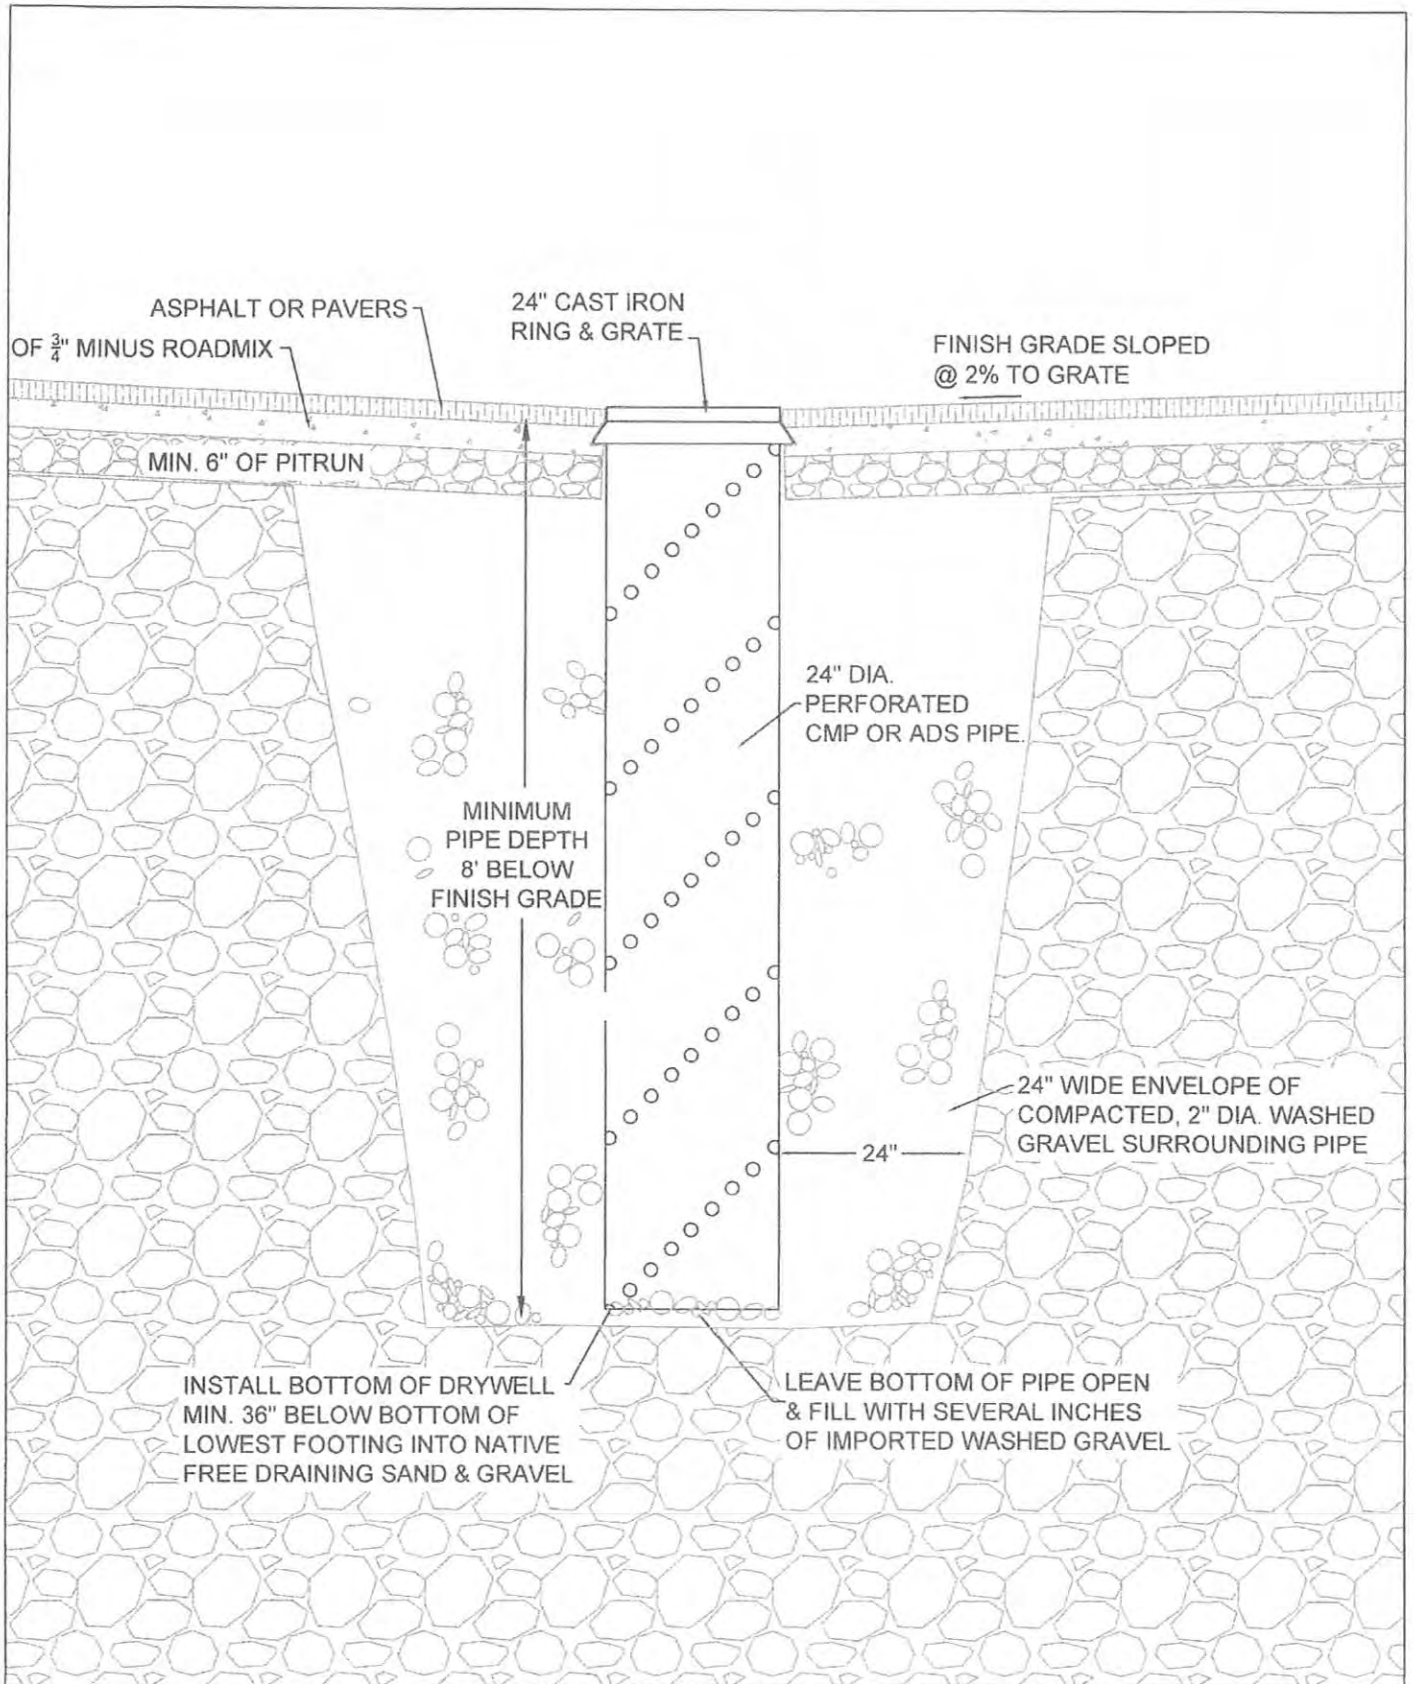 ASPHALT OR PAVERS
OF 3/4" MINUS ROADMIX
24" CAST IRON
RING & GRATE
FINISH GRADE SLOPED
@ 2% TO GRATE
MIN. 6" OF PITRUN
24" DIA.
PERFORATED
CMP OR ADS PIPE.
MINIMUM
PIPE DEPTH
8' BELOW
FINISH GRADE
24" WIDE ENVELOPE OF
COMPACTED, 2" DIA. WASHED
GRAVEL SURROUNDING PIPE
24"
INSTALL BOTTOM OF DRYWELL
MIN. 36" BELOW BOTTOM OF
LOWEST FOOTING INTO NATIVE
FREE DRAINING SAND & GRAVEL
LEAVE BOTTOM OF PIPE OPEN
& FILL WITH SEVERAL INCHES
OF IMPORTED WASHED GRAVEL